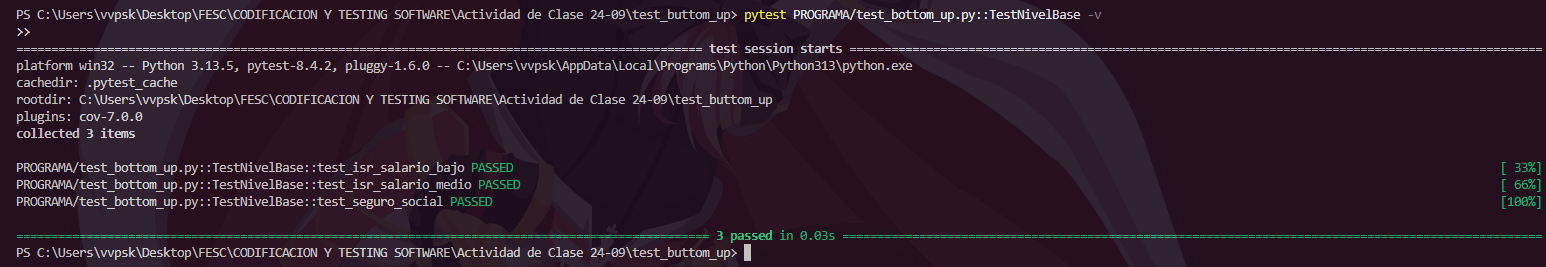 PS C:\Users\vvpsk\Desktop\FESC\CODIFICACION Y TESTING SOFTWARE\Actividad de Clase 24-09\test_buttom_up> pytest PROGRAMA/test_bottom_up.py::TestNivelBase -v
>>
================================ test session starts ================================
platform win32 -- Python 3.13.5, pytest-8.4.2, pluggy-1.6.0 -- C:\Users\vvpsk\AppData\Local\Programs\Python\Python313\python.exe
cachedir: .pytest_cache
rootdir: C:\Users\vvpsk\Desktop\FESC\CODIFICACION Y TESTING SOFTWARE\Actividad de Clase 24-09\test_buttom_up
plugins: cov-7.0.0
collected 3 items
PROGRAMA/test_bottom_up.py::TestNivelBase::test_isr_salario_bajo PASSED [ 33%]
PROGRAMA/test_bottom_up.py::TestNivelBase::test_isr_salario_medio PASSED [ 66%]
PROGRAMA/test_bottom_up.py::TestNivelBase::test_seguro_social PASSED [100%]
================================ 3 passed in 0.03s ================================
PS C:\Users\vvpsk\Desktop\FESC\CODIFICACION Y TESTING SOFTWARE\Actividad de Clase 24-09\test_buttom_up>